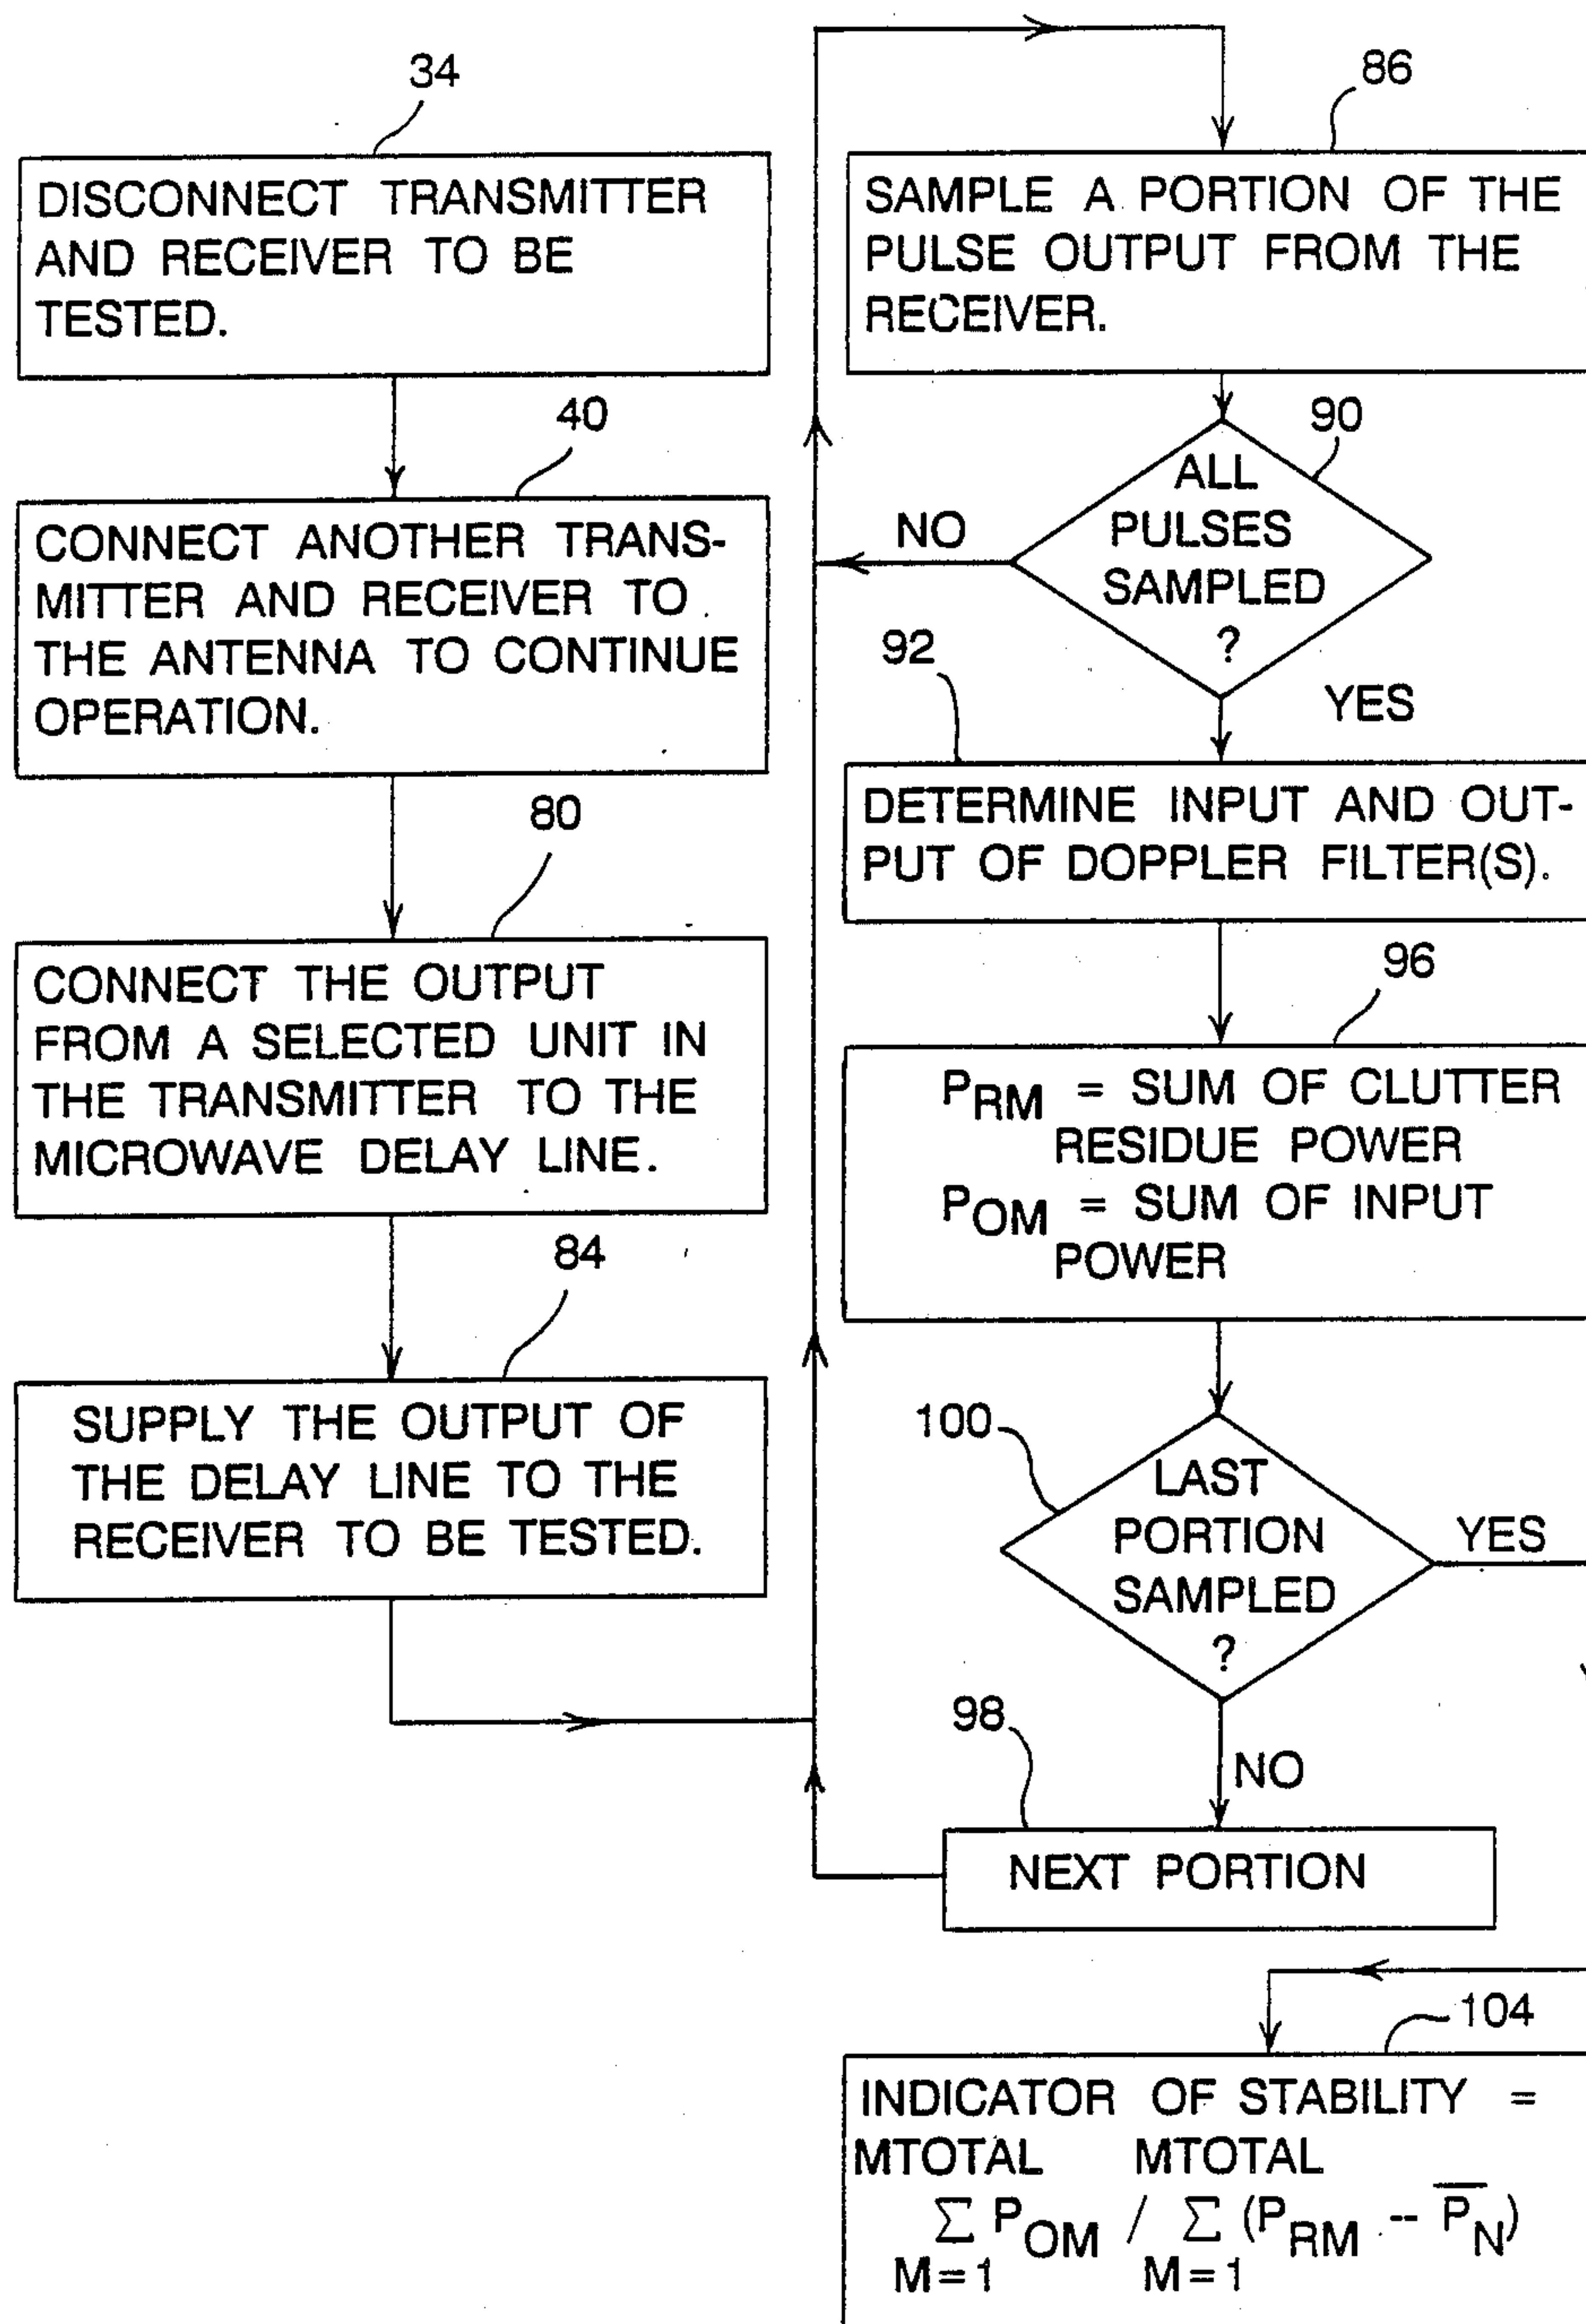 34
DISCONNECT TRANSMITTER
AND RECEIVER TO BE
TESTED.
40
CONNECT ANOTHER TRANS-
MITTER AND RECEIVER TO
THE ANTENNA TO CONTINUE
OPERATION.
80
CONNECT THE OUTPUT
FROM A SELECTED UNIT IN
THE TRANSMITTER TO THE
MICROWAVE DELAY LINE.
84
SUPPLY THE OUTPUT OF
THE DELAY LINE TO THE
RECEIVER TO BE TESTED.
86
SAMPLE A PORTION OF THE
PULSE OUTPUT FROM THE
RECEIVER.
90
ALL
PULSES
SAMPLED
?
NO
YES
92
DETERMINE INPUT AND OUT-
PUT OF DOPPLER FILTER(S).
96
P_RM = SUM OF CLUTTER
RESIDUE POWER
P_OM = SUM OF INPUT
POWER
100
LAST
PORTION
SAMPLED
?
YES
NO
98
NEXT PORTION
104
INDICATOR OF STABILITY =
MTOTAL MTOTAL
∑ P_OM / ∑ (P_RM -- P̅_N)
M=1 M=1